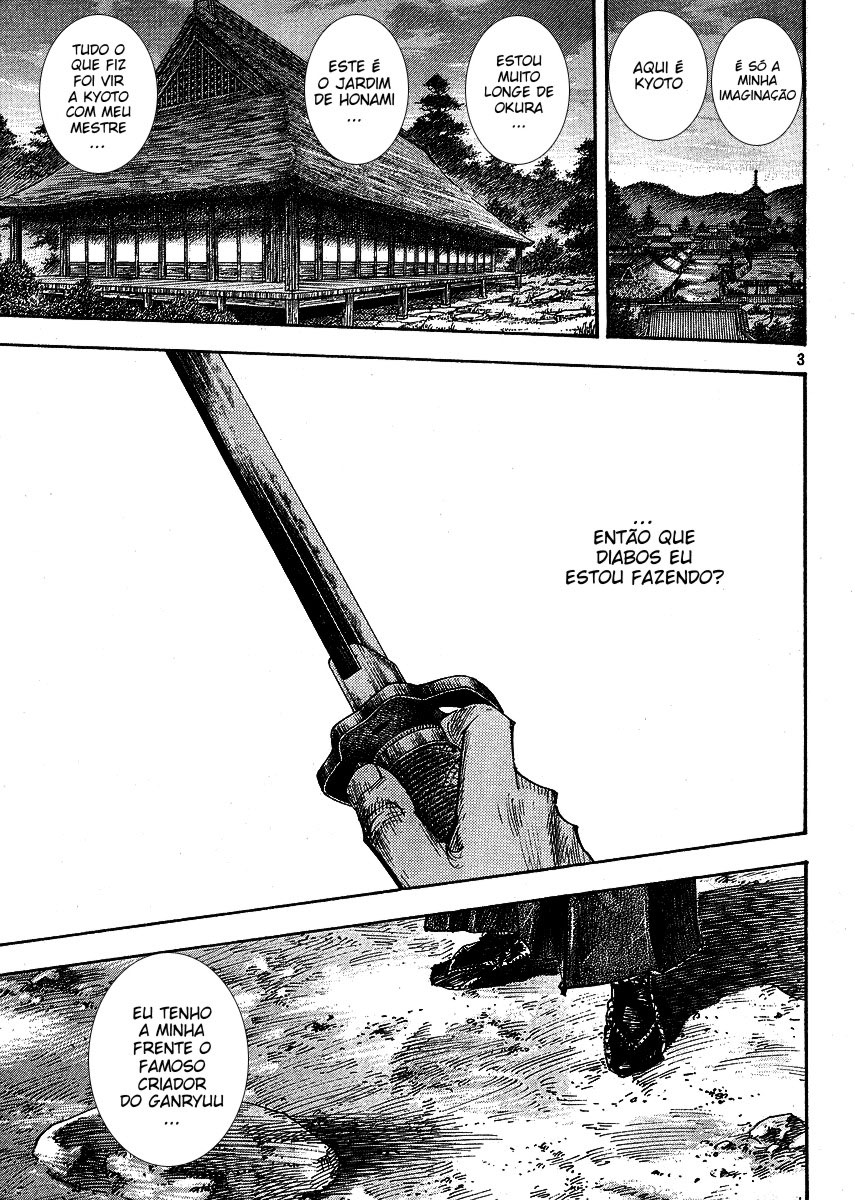 É SÓ A
MINHA
IMAGINAÇÃO
AQUI É
KYOTO
ESTOU
MUITO
LONGE DE
OKURA
...
ESTE É
O JARDIM
DE HONAMI
...
TUDO O
QUE FIZ
FOI VIR
A KYOTO
COM MEU
MESTRE
...
3
...
ENTÃO QUE
DIABOS EU
ESTOU FAZENDO?
EU TENHO
A MINHA
FRENTE O
FAMOSO
CRIADOR
DO GANRYUU
...